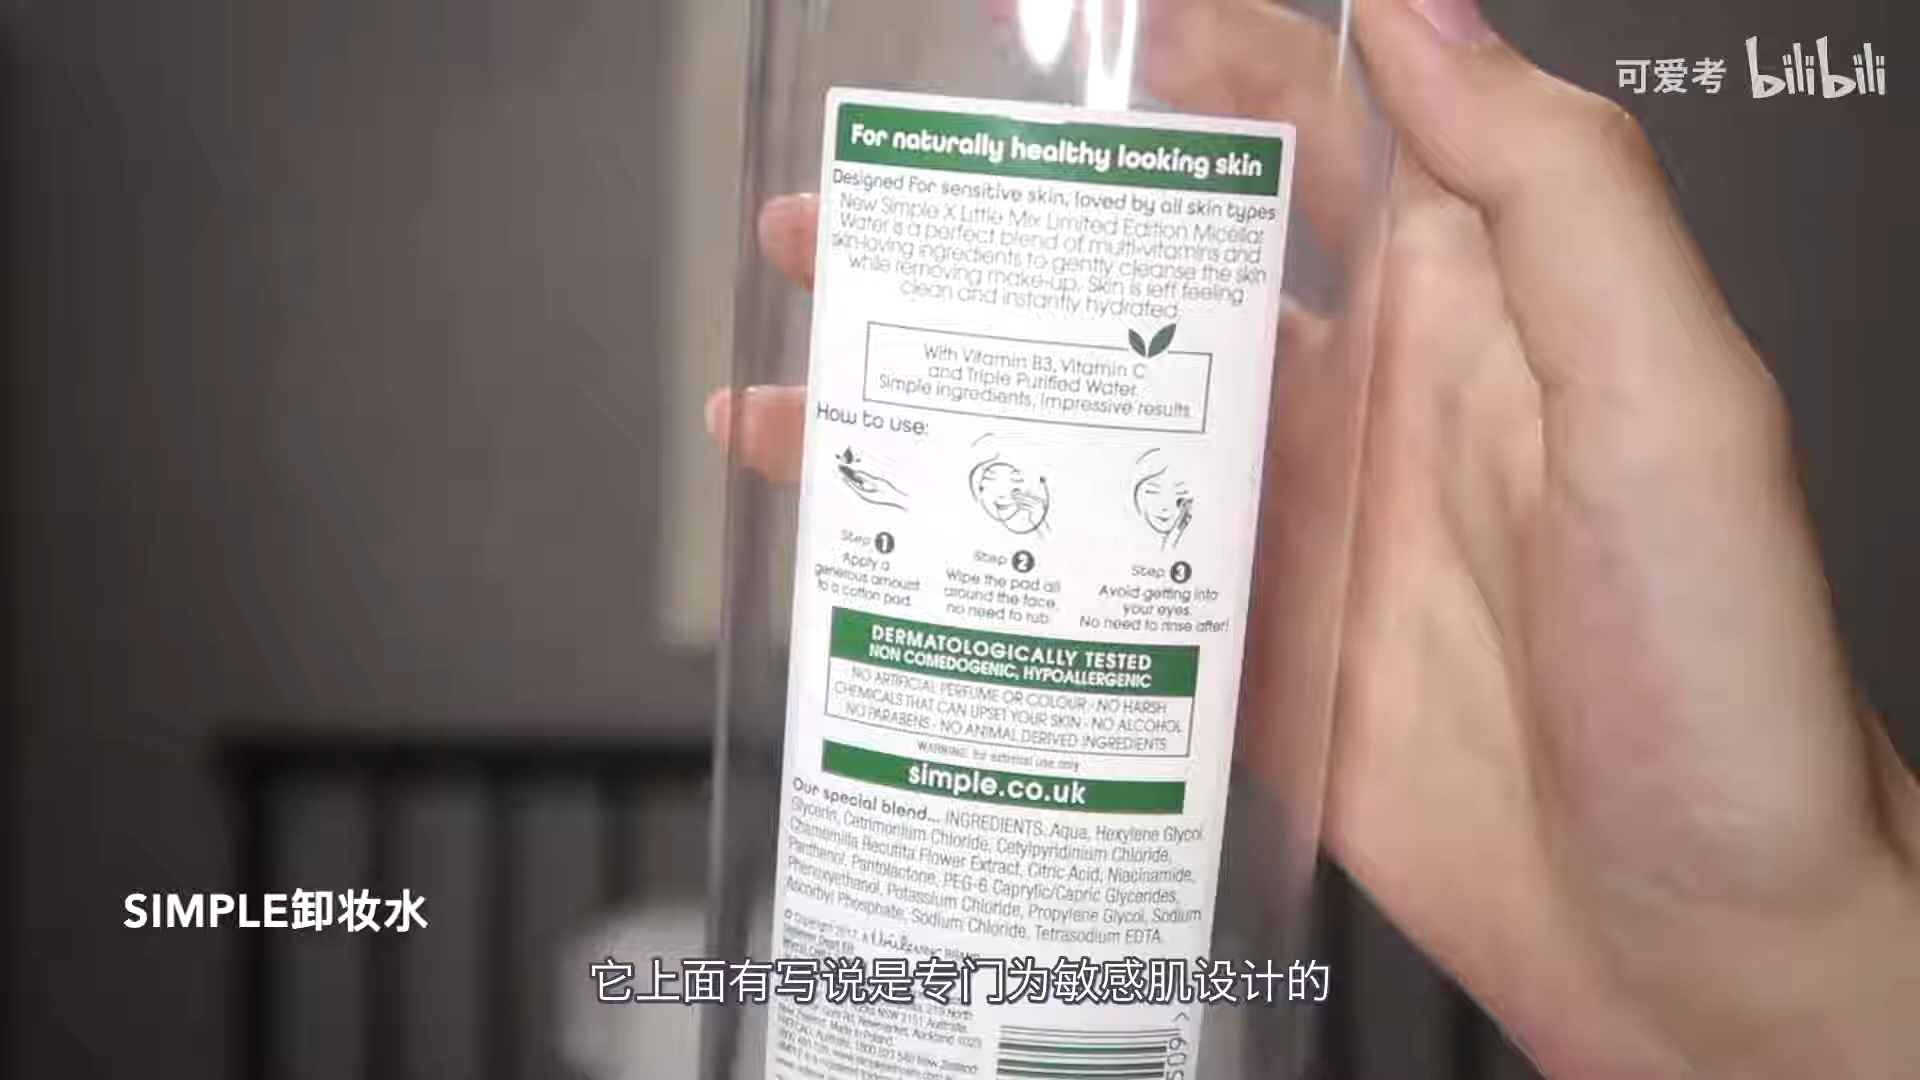 可爱考 bilibili
For naturally healthy looking skin
Designed For sensitive skin, loved by all skin types
New Simple X Little Mix Limited Edition Micellar
Water is a perfect blend of multi-vitamins and
skin-loving ingredients to gently cleanse the skin
while removing make-up. Skin is left feeling
clean and instantly hydrated.
With Vitamin B3, Vitamin C
and Triple Purified Water.
Simple ingredients, Impressive results.
How to use:
Step 1
Apply a
generous amount
to a cotton pad.
Step 2
Wipe the pad all
around the face,
no need to rub.
Step 3
Avoid getting into
your eyes.
No need to rinse after!
DERMATOLOGICALLY TESTED
NON COMEDOGENIC, HYPOALLERGENIC
NO ARTIFICIAL PERFUME OR COLOUR - NO HARSH
CHEMICALS THAT CAN UPSET YOUR SKIN - NO ALCOHOL
NO PARABENS - NO ANIMAL DERIVED INGREDIENTS
WARNING: for external use only
simple.co.uk
Our special blend... INGREDIENTS: Aqua, Hexylene Glycol,
Glycerin, Cetrimonium Chloride, Cetylpyridinium Chloride,
Chamomilla Recutita Flower Extract, Citric Acid, Niacinamide,
Panthenol, Pantolactone, PEG-6 Caprylic/Capric Glycerides,
Phenoxyethanol, Potassium Chloride, Propylene Glycol, Sodium
Ascorbyl Phosphate, Sodium Chloride, Tetrasodium EDTA.
© Copyright 2017. A Unilever BRAND
SIMPLE卸妆水
它上面有写说是专门为敏感肌设计的